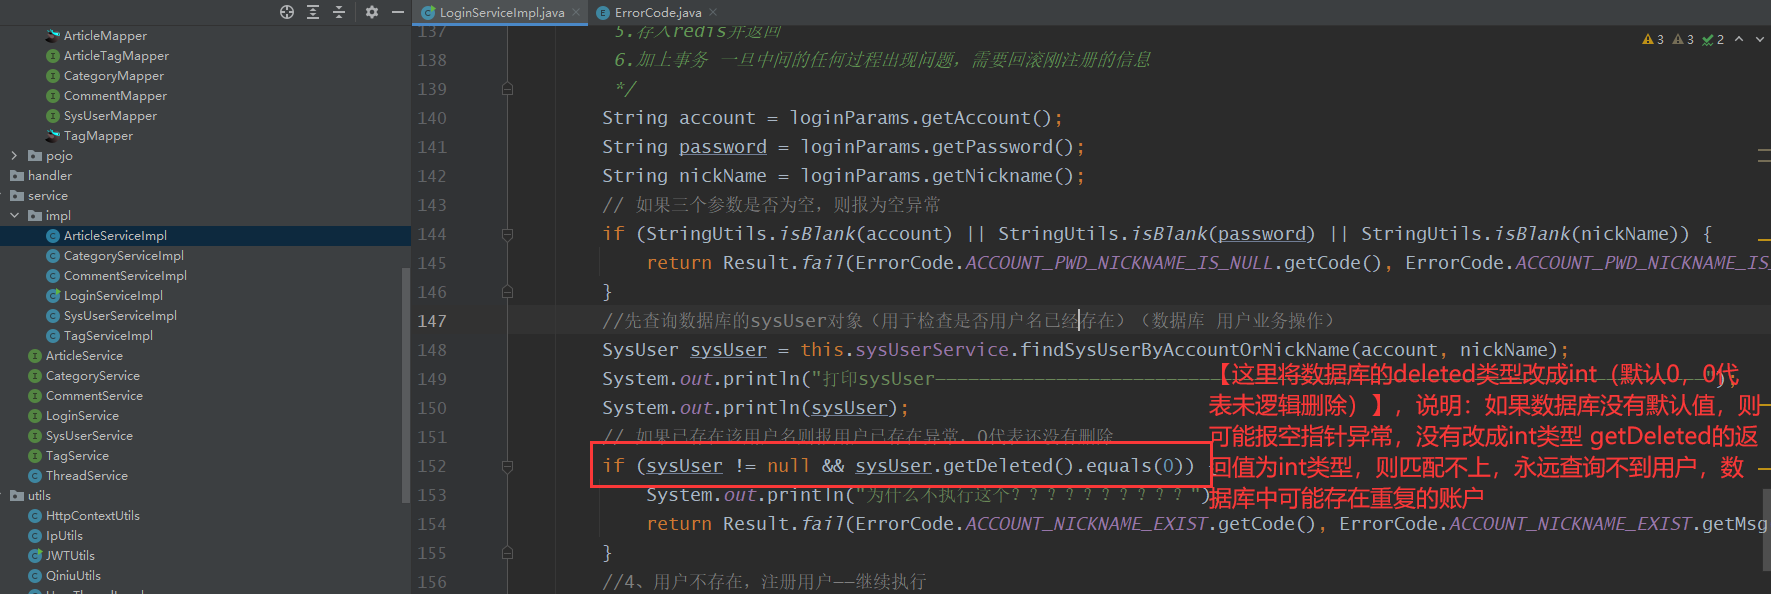 LoginServiceImpl.java
ErrorCode.java
ArticleMapper
ArticleTagMapper
CategoryMapper
CommentMapper
SysUserMapper
TagMapper
pojo
handler
service
impl
ArticleServiceImpl
CategoryServiceImpl
CommentServiceImpl
LoginServiceImpl
SysUserServiceImpl
TagServiceImpl
ArticleService
CategoryService
CommentService
LoginService
SysUserService
TagService
ThreadService
utils
HttpContextUtils
IpUtils
JWTUtils
QiniuUtils
3 3 2
137 5.存入redis并返回
138 6.加上事务 一旦中间的任何过程出现问题，需要回滚刚注册的信息
139 */
140 String account = loginParams.getAccount();
141 String password = loginParams.getPassword();
142 String nickName = loginParams.getNickname();
143 // 如果三个参数是否为空，则报为空异常
144 if (StringUtils.isBlank(account) || StringUtils.isBlank(password) || StringUtils.isBlank(nickName)) {
145 return Result.fail(ErrorCode.ACCOUNT_PWD_NICKNAME_IS_NULL.getCode(), ErrorCode.ACCOUNT_PWD_NICKNAME_IS_
146 }
147 //先查询数据库的sysUser对象（用于检查是否用户名已经存在）（数据库 用户业务操作）
148 SysUser sysUser = this.sysUserService.findSysUserByAccountOrNickName(account, nickName);
149 System.out.println("打印sysUser
150 System.out.println(sysUser);
151 // 如果已存在该用户名则报用户已存在异常，0代表还没有删除
152 if (sysUser != null && sysUser.getDeleted().equals(0))
153 System.out.println("为什么不执行这个？？？？？？？？？？")
154 return Result.fail(ErrorCode.ACCOUNT_NICKNAME_EXIST.getCode(), ErrorCode.ACCOUNT_NICKNAME_EXIST.getMsg
155 }
156 //4、用户不存在，注册用户——继续执行
【这里将数据库的deleted类型改成int（默认0，0代
表未逻辑删除）】，说明：如果数据库没有默认值，则
可能报空指针异常，没有改成int类型 getDeleted的返
回值为int类型，则匹配不上，永远查询不到用户，数
据库中可能存在重复的账户